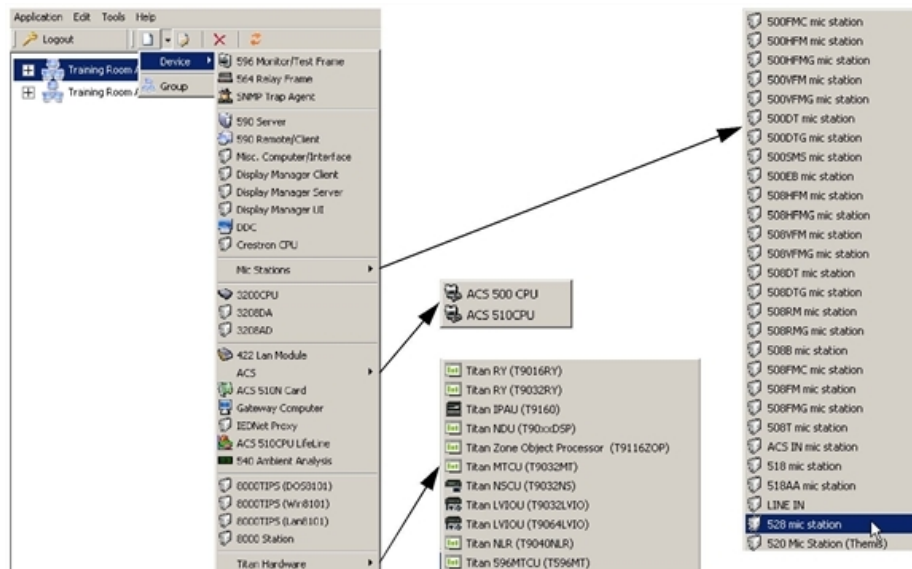 Application Edit Tools Help
Logout
Training Room A
Training Room A
Device
Group
596 Monitor/Test Frame
564 Relay Frame
SNMP Trap Agent
590 Server
590 Remote/Client
Misc. Computer/Interface
Display Manager Client
Display Manager Server
Display Manager UI
DDC
Crestron CPU
Mic Stations
3200CPU
3208DA
3208AD
422 Lan Module
ACS
ACS 510N Card
Gateway Computer
IEDNet Proxy
ACS 510CPU LifeLine
540 Ambient Analysis
8000TIPS (DOS8101)
8000TIPS (Win8101)
8000TIPS (Lan8101)
8000 Station
Titan Hardware
ACS 500 CPU
ACS 510CPU
Titan RY (T9016RY)
Titan RY (T9032RY)
Titan IPAU (T9160)
Titan NDU (T90xxDSP)
Titan Zone Object Processor (T9116ZOP)
Titan MTCU (T9032MT)
Titan NSCU (T9032NS)
Titan LVIOU (T9032LVIO)
Titan LVIOU (T9064LVIO)
Titan NLR (T9040NLR)
Titan 596MTCU (T596MT)
500FMC mic station
500HFM mic station
500HFMG mic station
500VFM mic station
500VFMG mic station
500DT mic station
500DTG mic station
500SMS mic station
500EB mic station
508HFM mic station
508HFMG mic station
508VFM mic station
508VFMG mic station
508DT mic station
508DTG mic station
508RM mic station
508RMG mic station
508B mic station
508FMC mic station
508FM mic station
508FMG mic station
508T mic station
ACS IN mic station
518 mic station
518AA mic station
LINE IN
528 mic station
520 Mic Station (Themis)